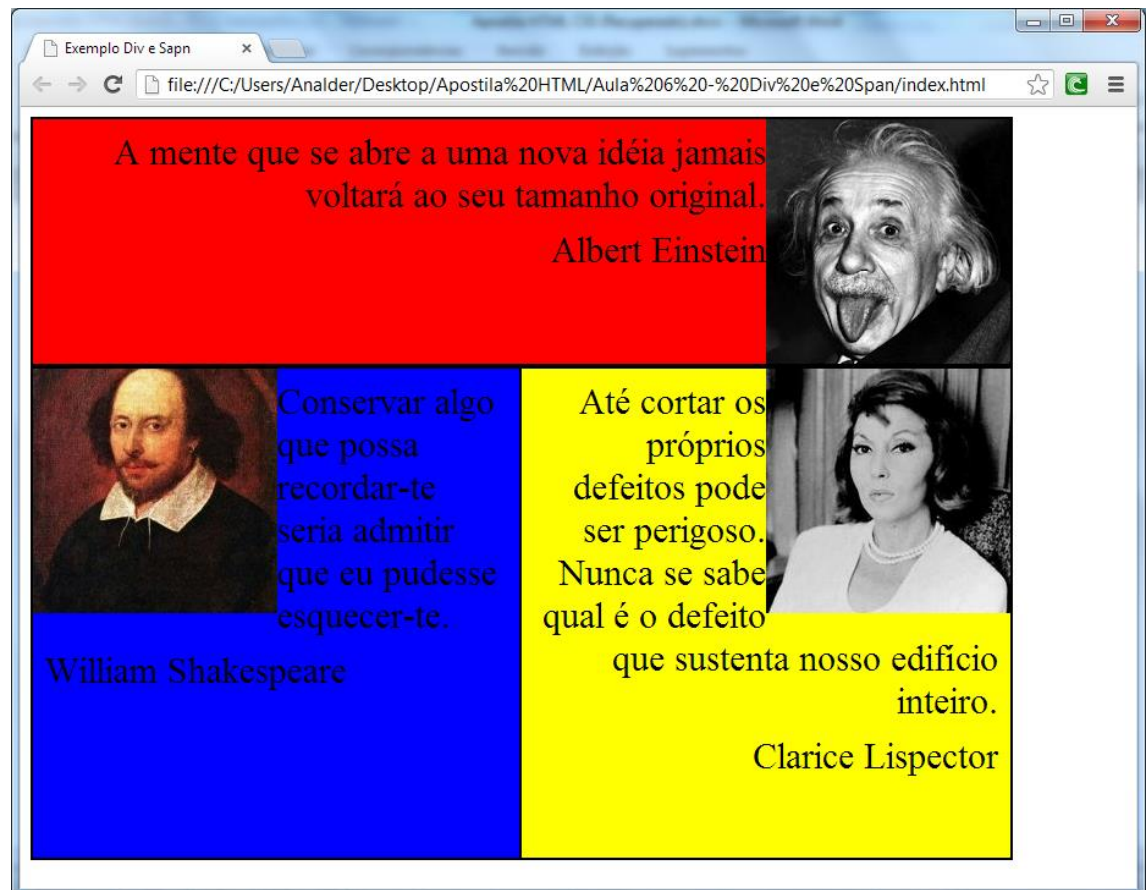 Exemplo Div e Sapn
file:///C:/Users/Analder/Desktop/Apostila%20HTML/Aula%206%20-%20Div%20e%20Span/index.html
A mente que se abre a uma nova idéia jamais
voltará ao seu tamanho original.
Albert Einstein
Conservar algo
que possa
recordar-te
seria admitir
que eu pudesse
esquecer-te.
William Shakespeare
Até cortar os
próprios
defeitos pode
ser perigoso.
Nunca se sabe
qual é o defeito
que sustenta nosso edifício
inteiro.
Clarice Lispector